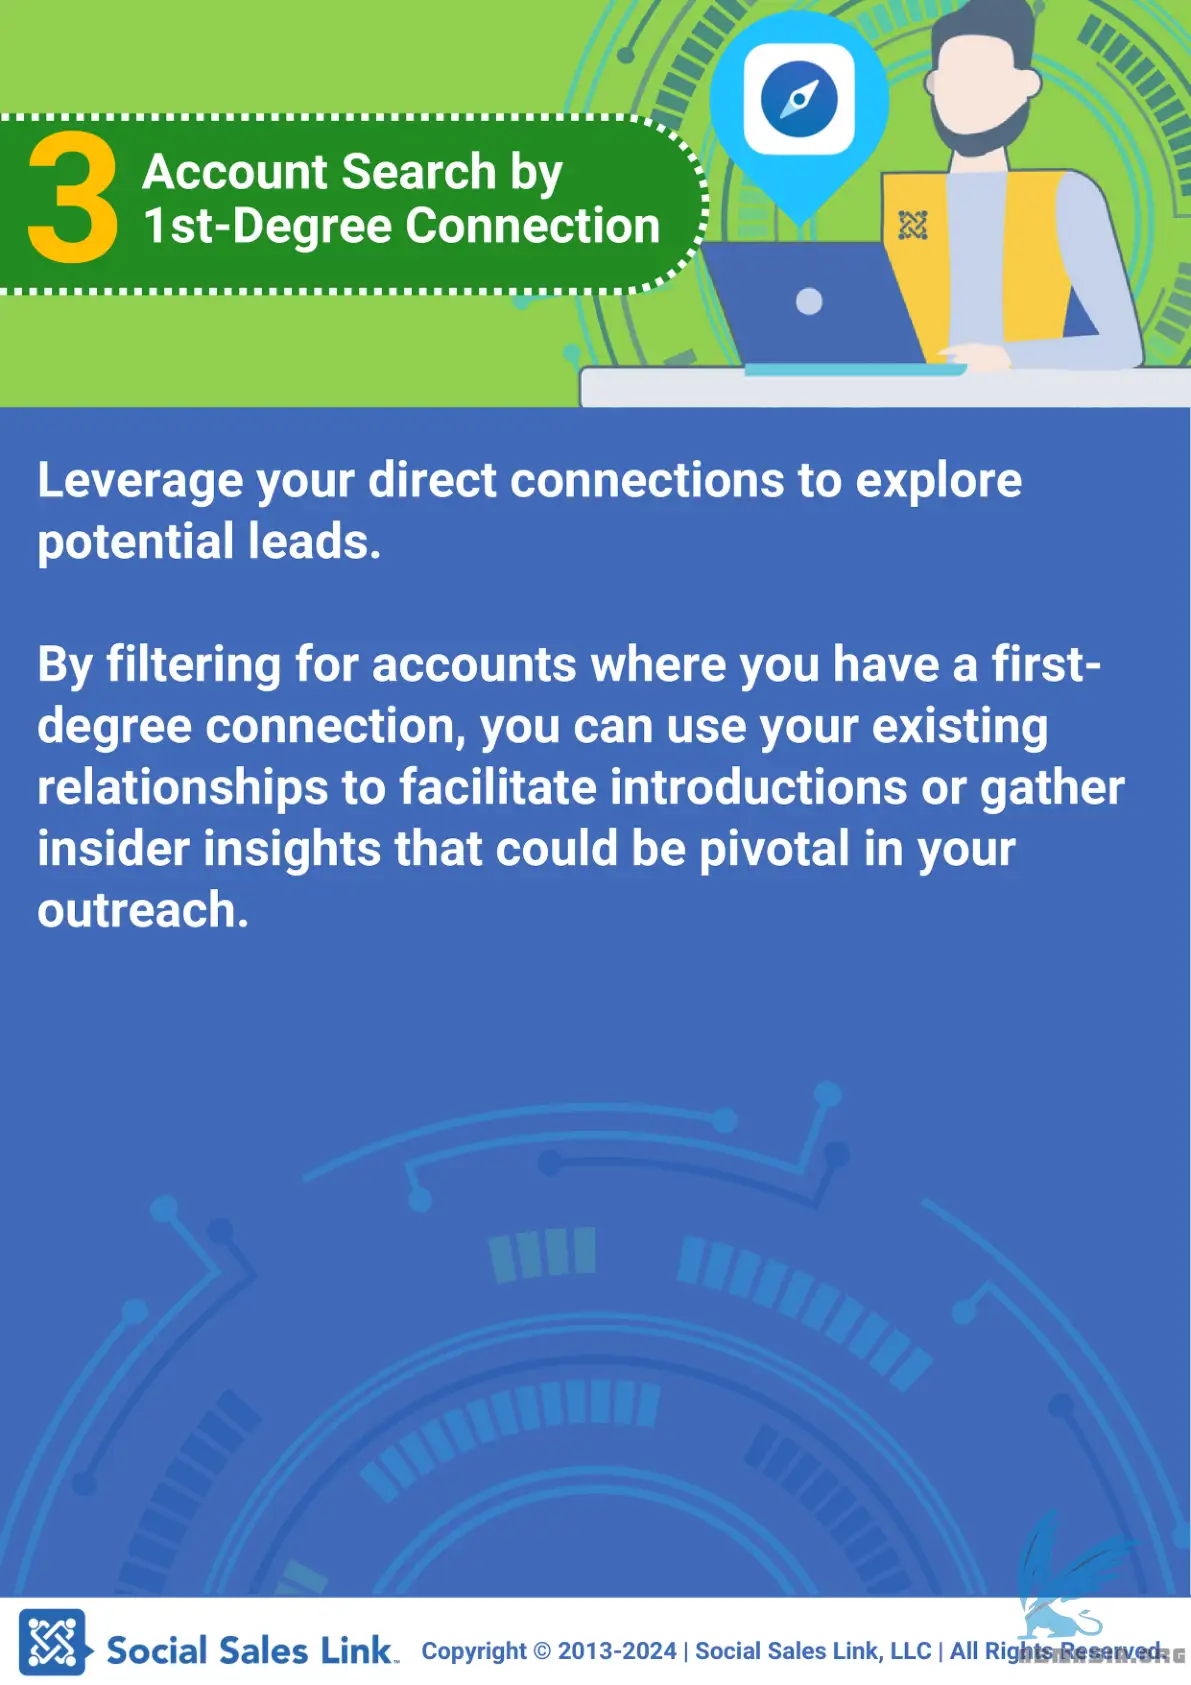 3
Account Search by
1st-Degree Connection
Leverage your direct connections to explore
potential leads.
By filtering for accounts where you have a first-
degree connection, you can use your existing
relationships to facilitate introductions or gather
insider insights that could be pivotal in your
outreach.
Social Sales Link™
Copyright © 2013-2024 | Social Sales Link, LLC | All Rights Reserved.